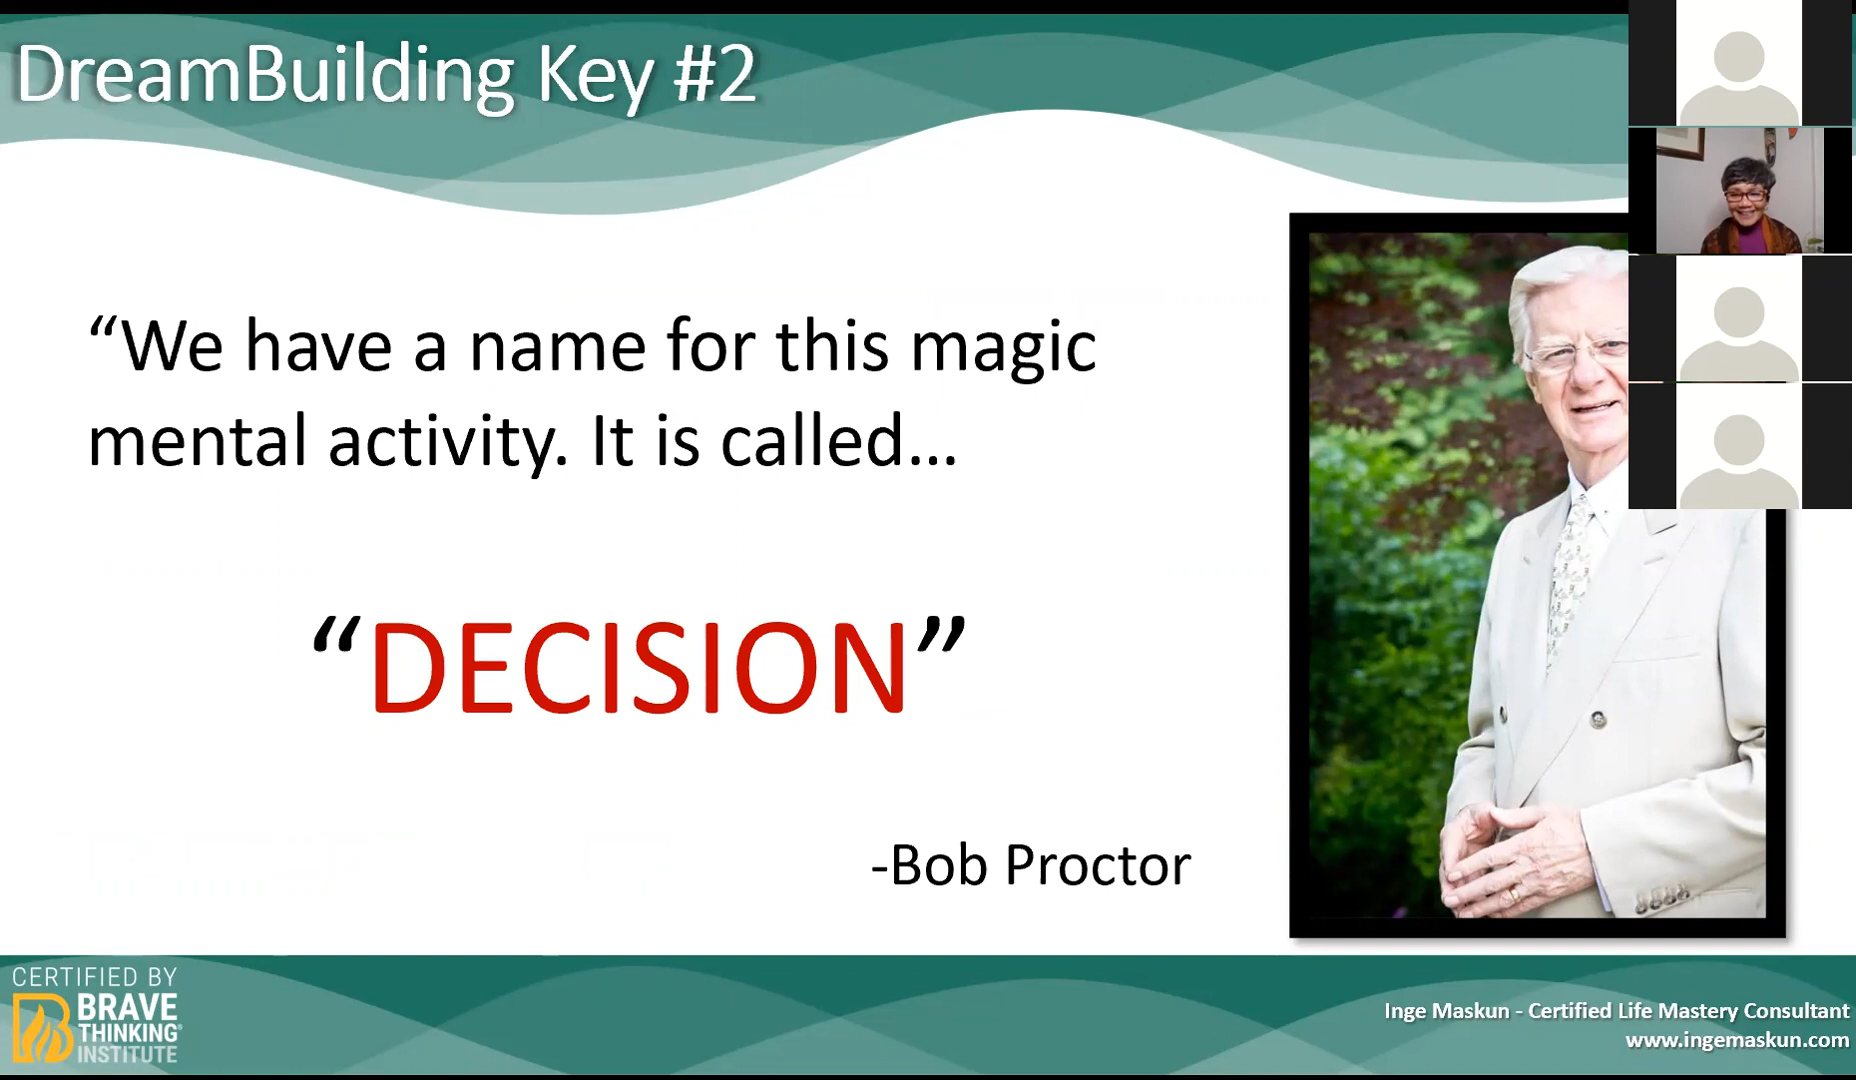 DreamBuilding Key #2
“We have a name for this magic
mental activity. It is called...
“DECISION”
-Bob Proctor
CERTIFIED BY
BRAVE
THINKING®
INSTITUTE
Inge Maskun - Certified Life Mastery Consultant
www.ingemaskun.com